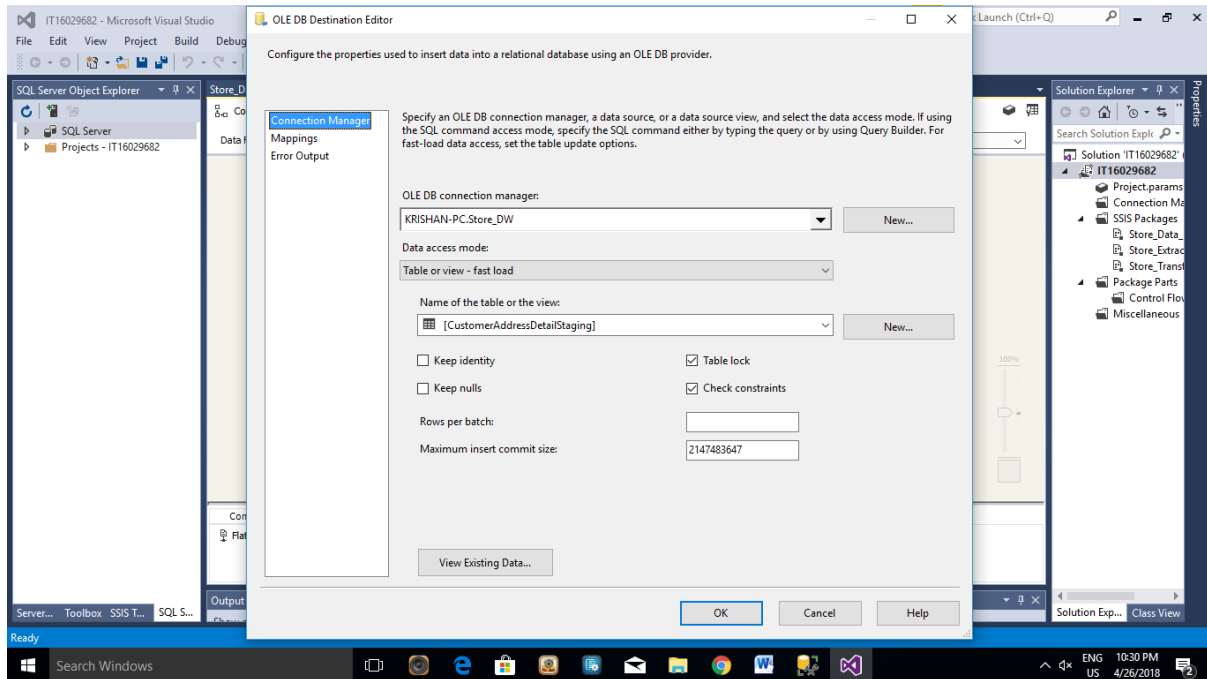 IT16029682 - Microsoft Visual Studio
Launch (Ctrl+Q)
File Edit View Project Build Debug
OLE DB Destination Editor
Configure the properties used to insert data into a relational database using an OLE DB provider.
SQL Server Object Explorer
SQL Server
Projects - IT16029682
Store_D
Co
Data F
Connection Manager
Mappings
Error Output
Specify an OLE DB connection manager, a data source, or a data source view, and select the data access mode. If using
the SQL command access mode, specify the SQL command either by typing the query or by using Query Builder. For
fast-load data access, set the table update options.
OLE DB connection manager:
KRISHAN-PC.Store_DW
New...
Data access mode:
Table or view - fast load
Name of the table or the view:
[CustomerAddressDetailStaging]
New...
Keep identity
Table lock
Keep nulls
Check constraints
Rows per batch:
Maximum insert commit size:
2147483647
View Existing Data...
OK
Cancel
Help
100%
Con
Flat
Output
Solution Explorer
Search Solution Explo
Solution 'IT16029682' (
IT16029682
Project.params
Connection Ma
SSIS Packages
Store_Data_
Store_Extrac
Store_Transf
Package Parts
Control Flow
Miscellaneous
Properties
Server... Toolbox SSIS T... SQL S...
Solution Exp... Class View
Ready
Search Windows
ENG 10:30 PM
US 4/26/2018
2